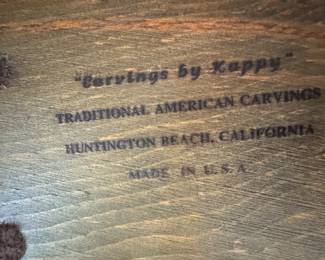 "Carvings by Kappy"
TRADITIONAL AMERICAN CARVINGS
HUNTINGTON BEACH, CALIFORNIA
MADE IN U.S.A.